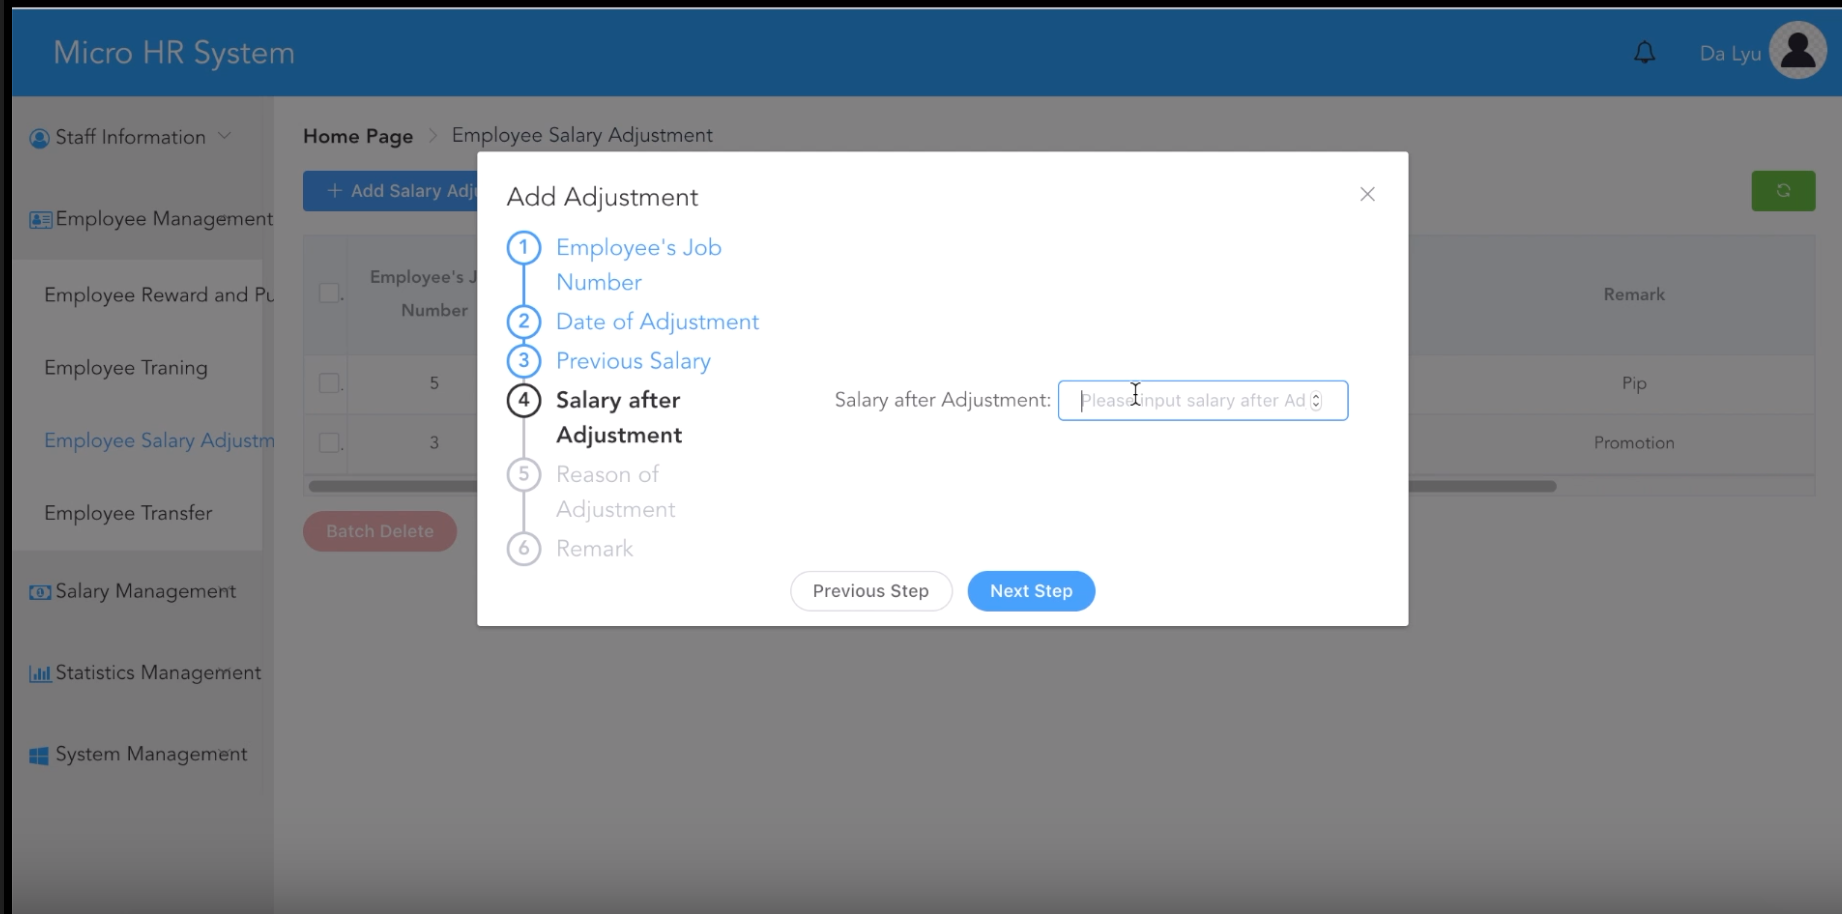 Micro HR System
Da Lyu
Staff Information
Home Page > Employee Salary Adjustment
+ Add Salary Adj
Employee Management
Employee's J
Number
Remark
Employee Reward and Pu
Employee Traning
5
Pip
Employee Salary Adjustm
3
Promotion
Employee Transfer
Batch Delete
Salary Management
Statistics Management
System Management
Add Adjustment
1 Employee's Job
Number
2 Date of Adjustment
3 Previous Salary
4 Salary after
Adjustment
Salary after Adjustment: Please input salary after Ad
5 Reason of
Adjustment
6 Remark
Previous Step
Next Step